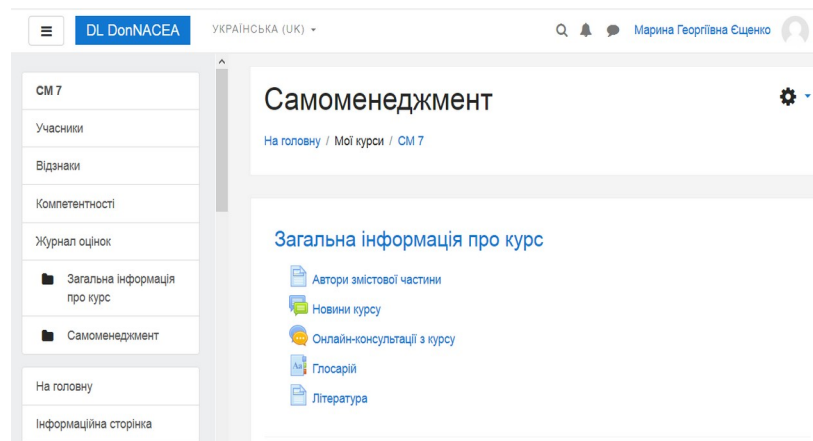 DL DonNACEA
УКРАЇНСЬКА (UK)
Марина Георгіївна Єщенко
СМ 7
Учасники
Відзнаки
Компетентності
Журнал оцінок
Загальна інформація
про курс
Самоменеджмент
На головну
Інформаційна сторінка
Самоменеджмент
На головну / Мої курси / СМ 7
Загальна інформація про курс
Автори змістової частини
Новини курсу
Онлайн-консультації з курсу
Глосарій
Література